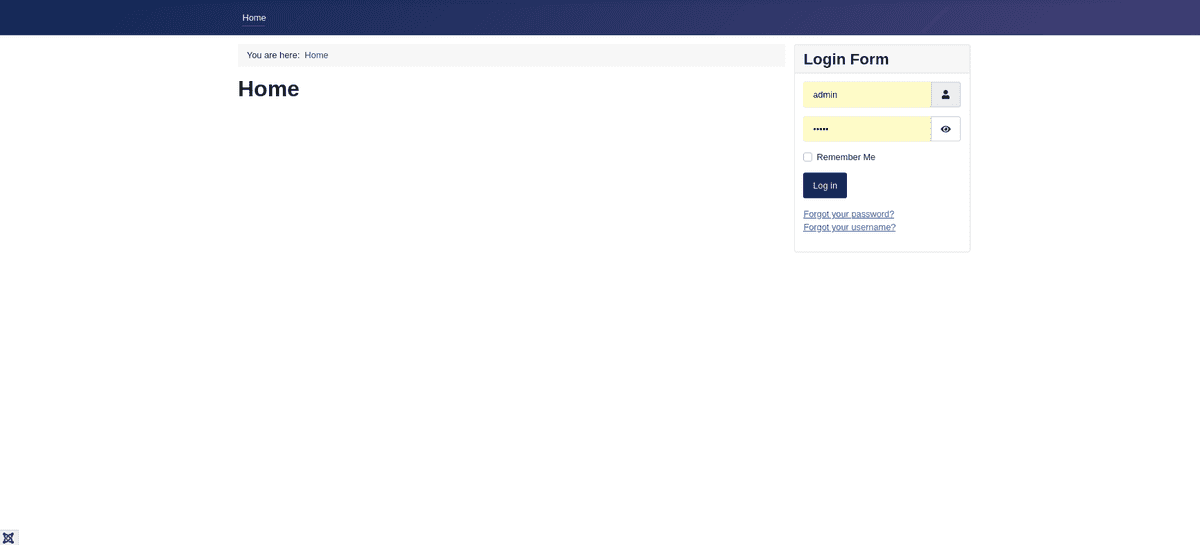 Home
You are here: Home
Home
Login Form
admin
•••••
Remember Me
Log in
Forgot your password?
Forgot your username?